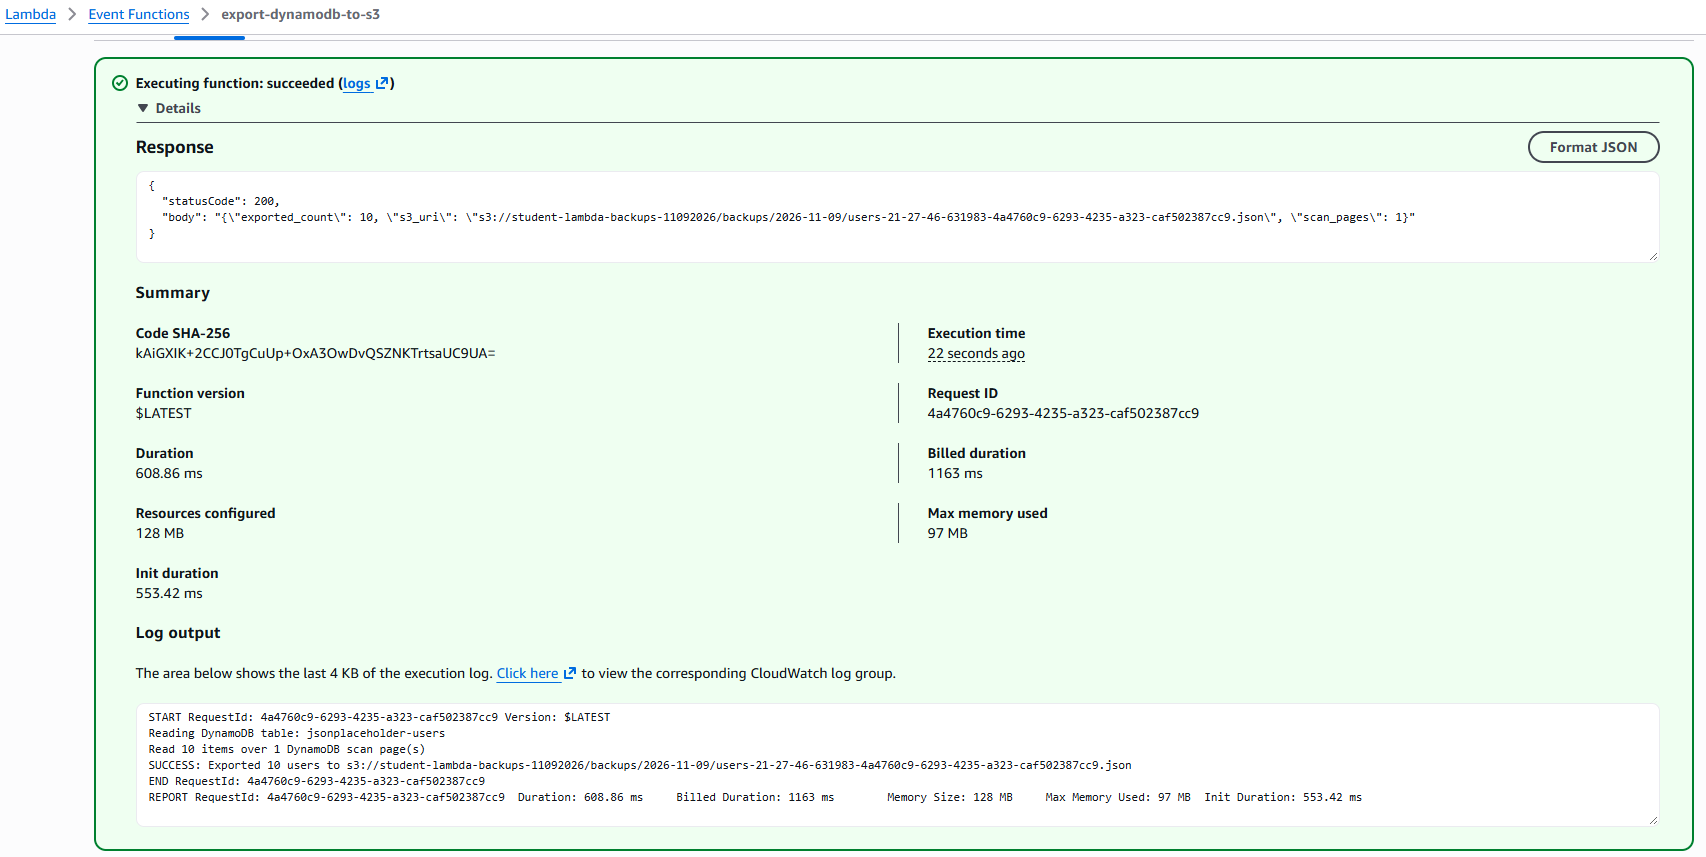 Lambda > Event Functions > export-dynamodb-to-s3
Executing function: succeeded (logs)
Details
Response
Format JSON
{
"statusCode": 200,
"body": "{\"exported_count\": 10, \"s3_uri\": \"s3://student-lambda-backups-11092026/backups/2026-11-09/users-21-27-46-631983-4a4760c9-6293-4235-a323-caf502387cc9.json\", \"scan_pages\": 1}"
}
Summary
Code SHA-256
kAiGXIK+2CCJ0TgCuUp+OxA3OwDvQSZNKTrtsaUC9UA=
Execution time
22 seconds ago
Function version
$LATEST
Request ID
4a4760c9-6293-4235-a323-caf502387cc9
Duration
608.86 ms
Billed duration
1163 ms
Resources configured
128 MB
Max memory used
97 MB
Init duration
553.42 ms
Log output
The area below shows the last 4 KB of the execution log. Click here to view the corresponding CloudWatch log group.
START RequestId: 4a4760c9-6293-4235-a323-caf502387cc9 Version: $LATEST
Reading DynamoDB table: jsonplaceholder-users
Read 10 items over 1 DynamoDB scan page(s)
SUCCESS: Exported 10 users to s3://student-lambda-backups-11092026/backups/2026-11-09/users-21-27-46-631983-4a4760c9-6293-4235-a323-caf502387cc9.json
END RequestId: 4a4760c9-6293-4235-a323-caf502387cc9
REPORT RequestId: 4a4760c9-6293-4235-a323-caf502387cc9 Duration: 608.86 ms Billed Duration: 1163 ms Memory Size: 128 MB Max Memory Used: 97 MB Init Duration: 553.42 ms